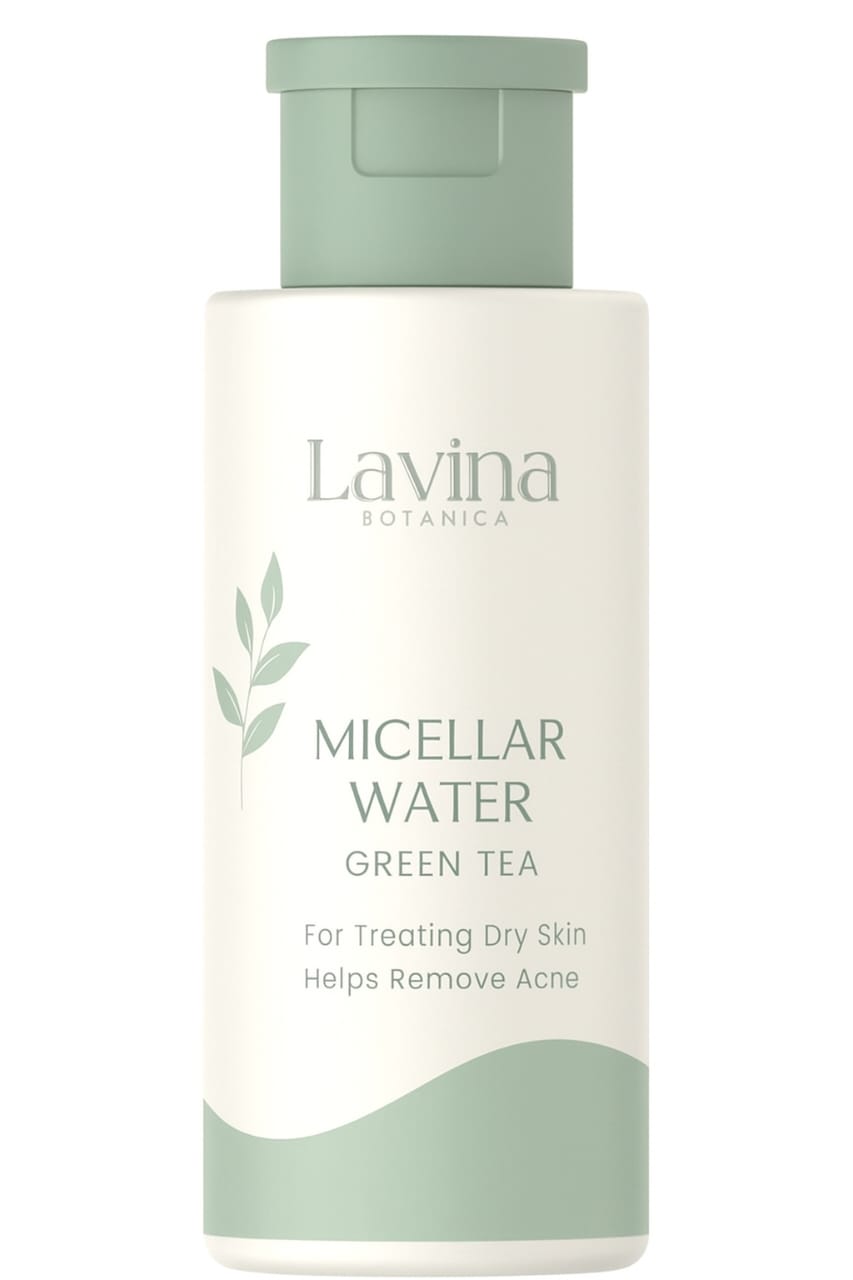 Lavina
BOTANICA
MICELLAR
WATER
GREEN TEA
For Treating Dry Skin
Helps Remove Acne